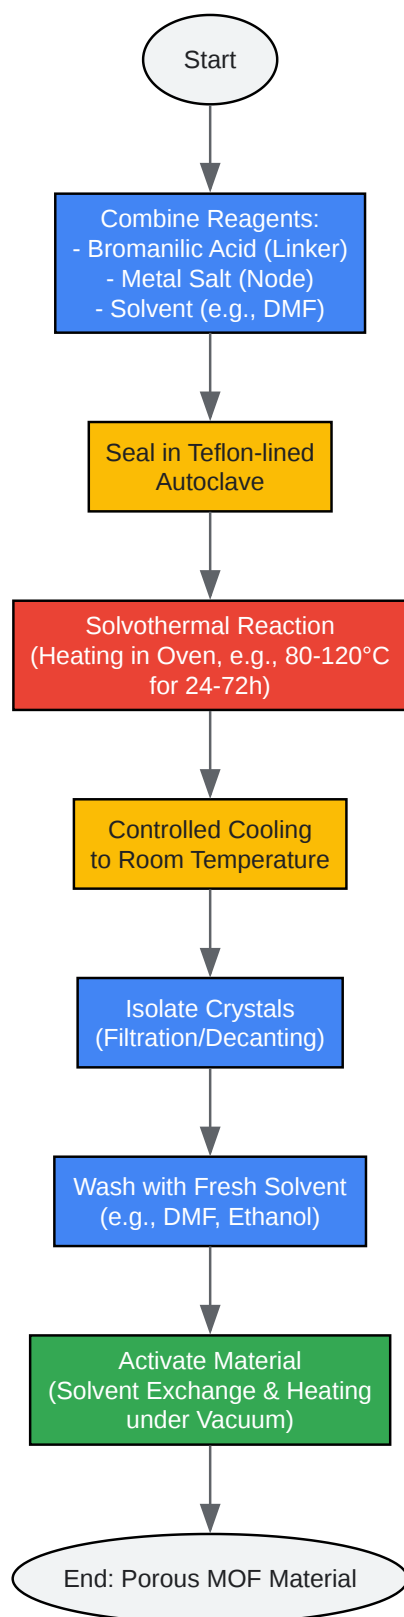 Start
Combine Reagents:
- Bromanilic Acid (Linker)
- Metal Salt (Node)
- Solvent (e.g., DMF)
Seal in Teflon-lined
Autoclave
Solvothermal Reaction
(Heating in Oven, e.g., 80-120°C
for 24-72h)
Controlled Cooling
to Room Temperature
Isolate Crystals
(Filtration/Decanting)
Wash with Fresh Solvent
(e.g., DMF, Ethanol)
Activate Material
(Solvent Exchange & Heating
under Vacuum)
End: Porous MOF Material